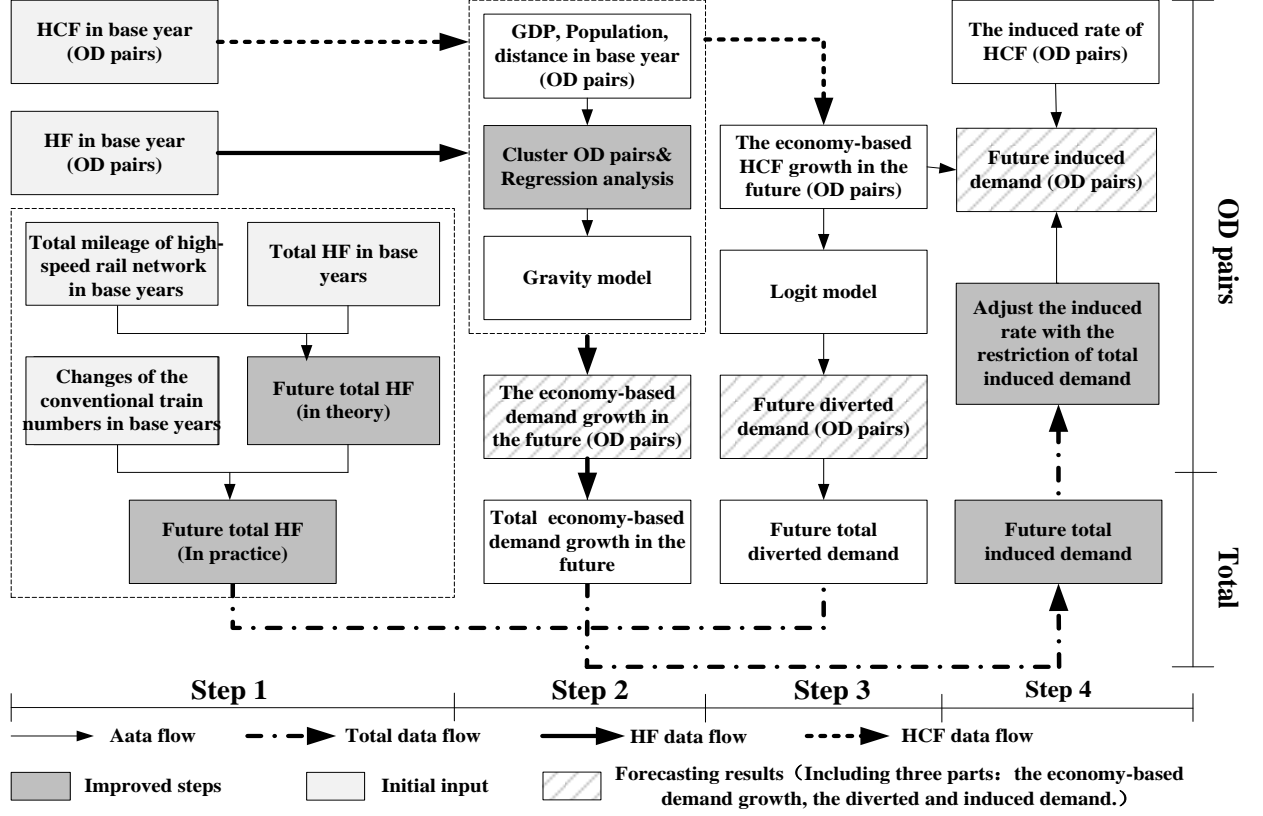 HCF in base year
(OD pairs)
HF in base year
(OD pairs)
Total mileage of high-
speed rail network
in base years
Total HF in base
years
Changes of the
conventional train
numbers in base years
Future total HF
(in theory)
Future total HF
(In practice)
GDP, Population,
distance in base year
(OD pairs)
Cluster OD pairs&
Regression analysis
Gravity model
The economy-based
demand growth in
the future (OD pairs)
Total economy-based
demand growth in the
future
The economy-based
HCF growth in the
future (OD pairs)
Logit model
Future diverted
demand (OD pairs)
Future total
diverted demand
The induced rate of
HCF (OD pairs)
Future induced
demand (OD pairs)
Adjust the induced
rate with the
restriction of total
induced demand
Future total
induced demand
OD pairs
Total
Step 1
Step 2
Step 3
Step 4
Aata flow
Total data flow
HF data flow
HCF data flow
Improved steps
Initial input
Forecasting results（Including three parts：the economy-based
demand growth, the diverted and induced demand.）